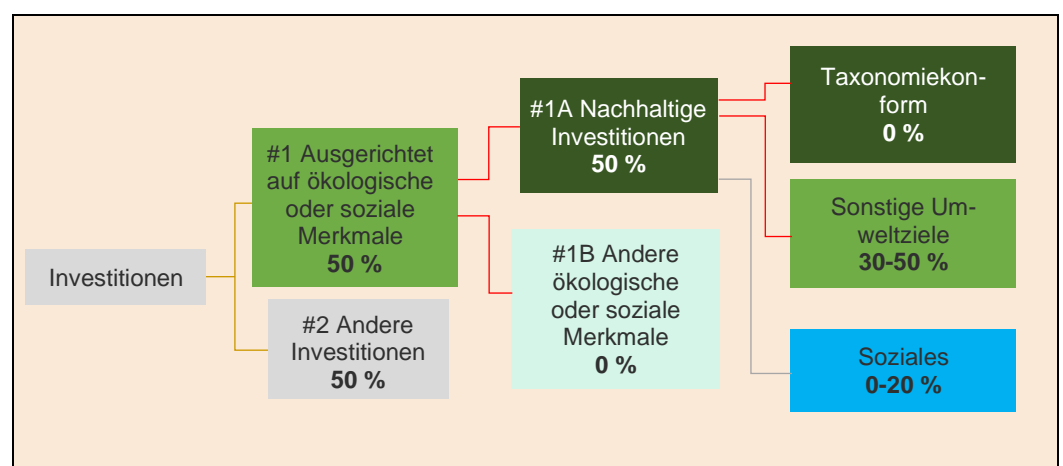 Investitionen
#1 Ausgerichtet
auf ökologische
oder soziale
Merkmale
50 %
#2 Andere
Investitionen
50 %
#1A Nachhaltige
Investitionen
50 %
#1B Andere
ökologische
oder soziale
Merkmale
0 %
Taxonomiekon-
form
0 %
Sonstige Um-
weltziele
30-50 %
Soziales
0-20 %